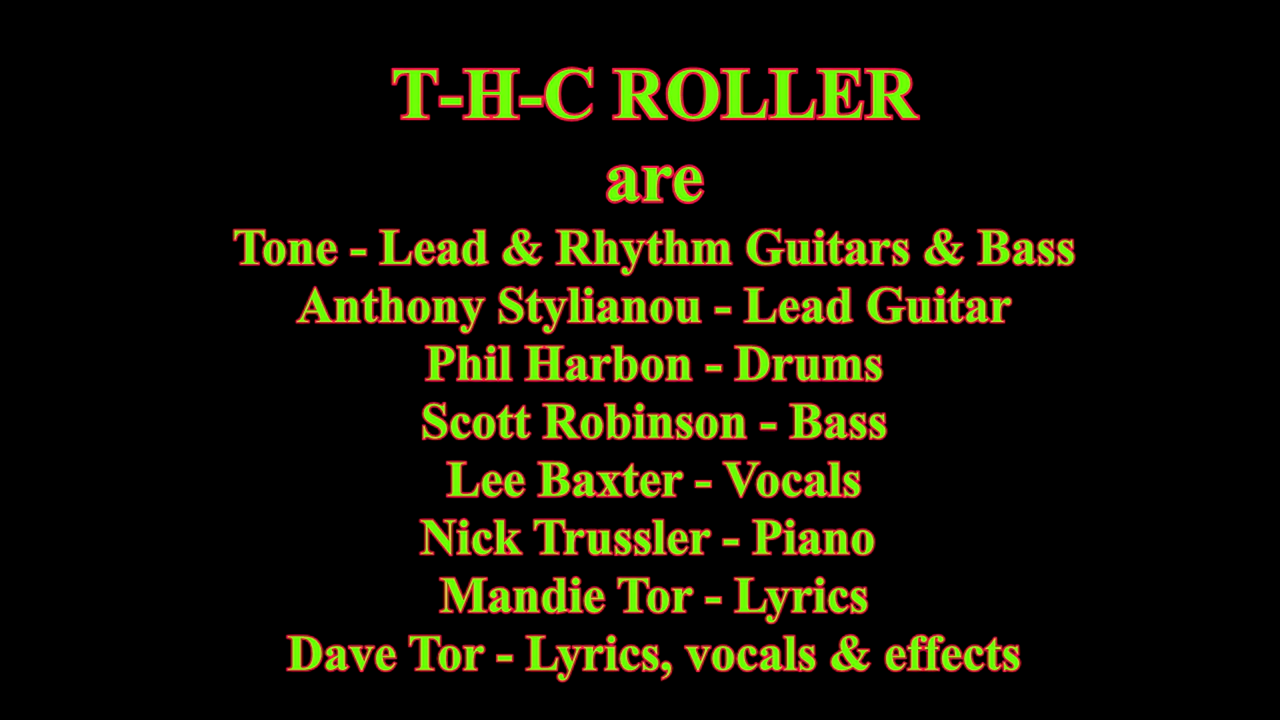 T-H-C ROLLER
are
Tone - Lead & Rhythm Guitars & Bass
Anthony Stylianou - Lead Guitar
Phil Harbon - Drums
Scott Robinson - Bass
Lee Baxter - Vocals
Nick Trussler - Piano
Mandie Tor - Lyrics
Dave Tor - Lyrics, vocals & effects